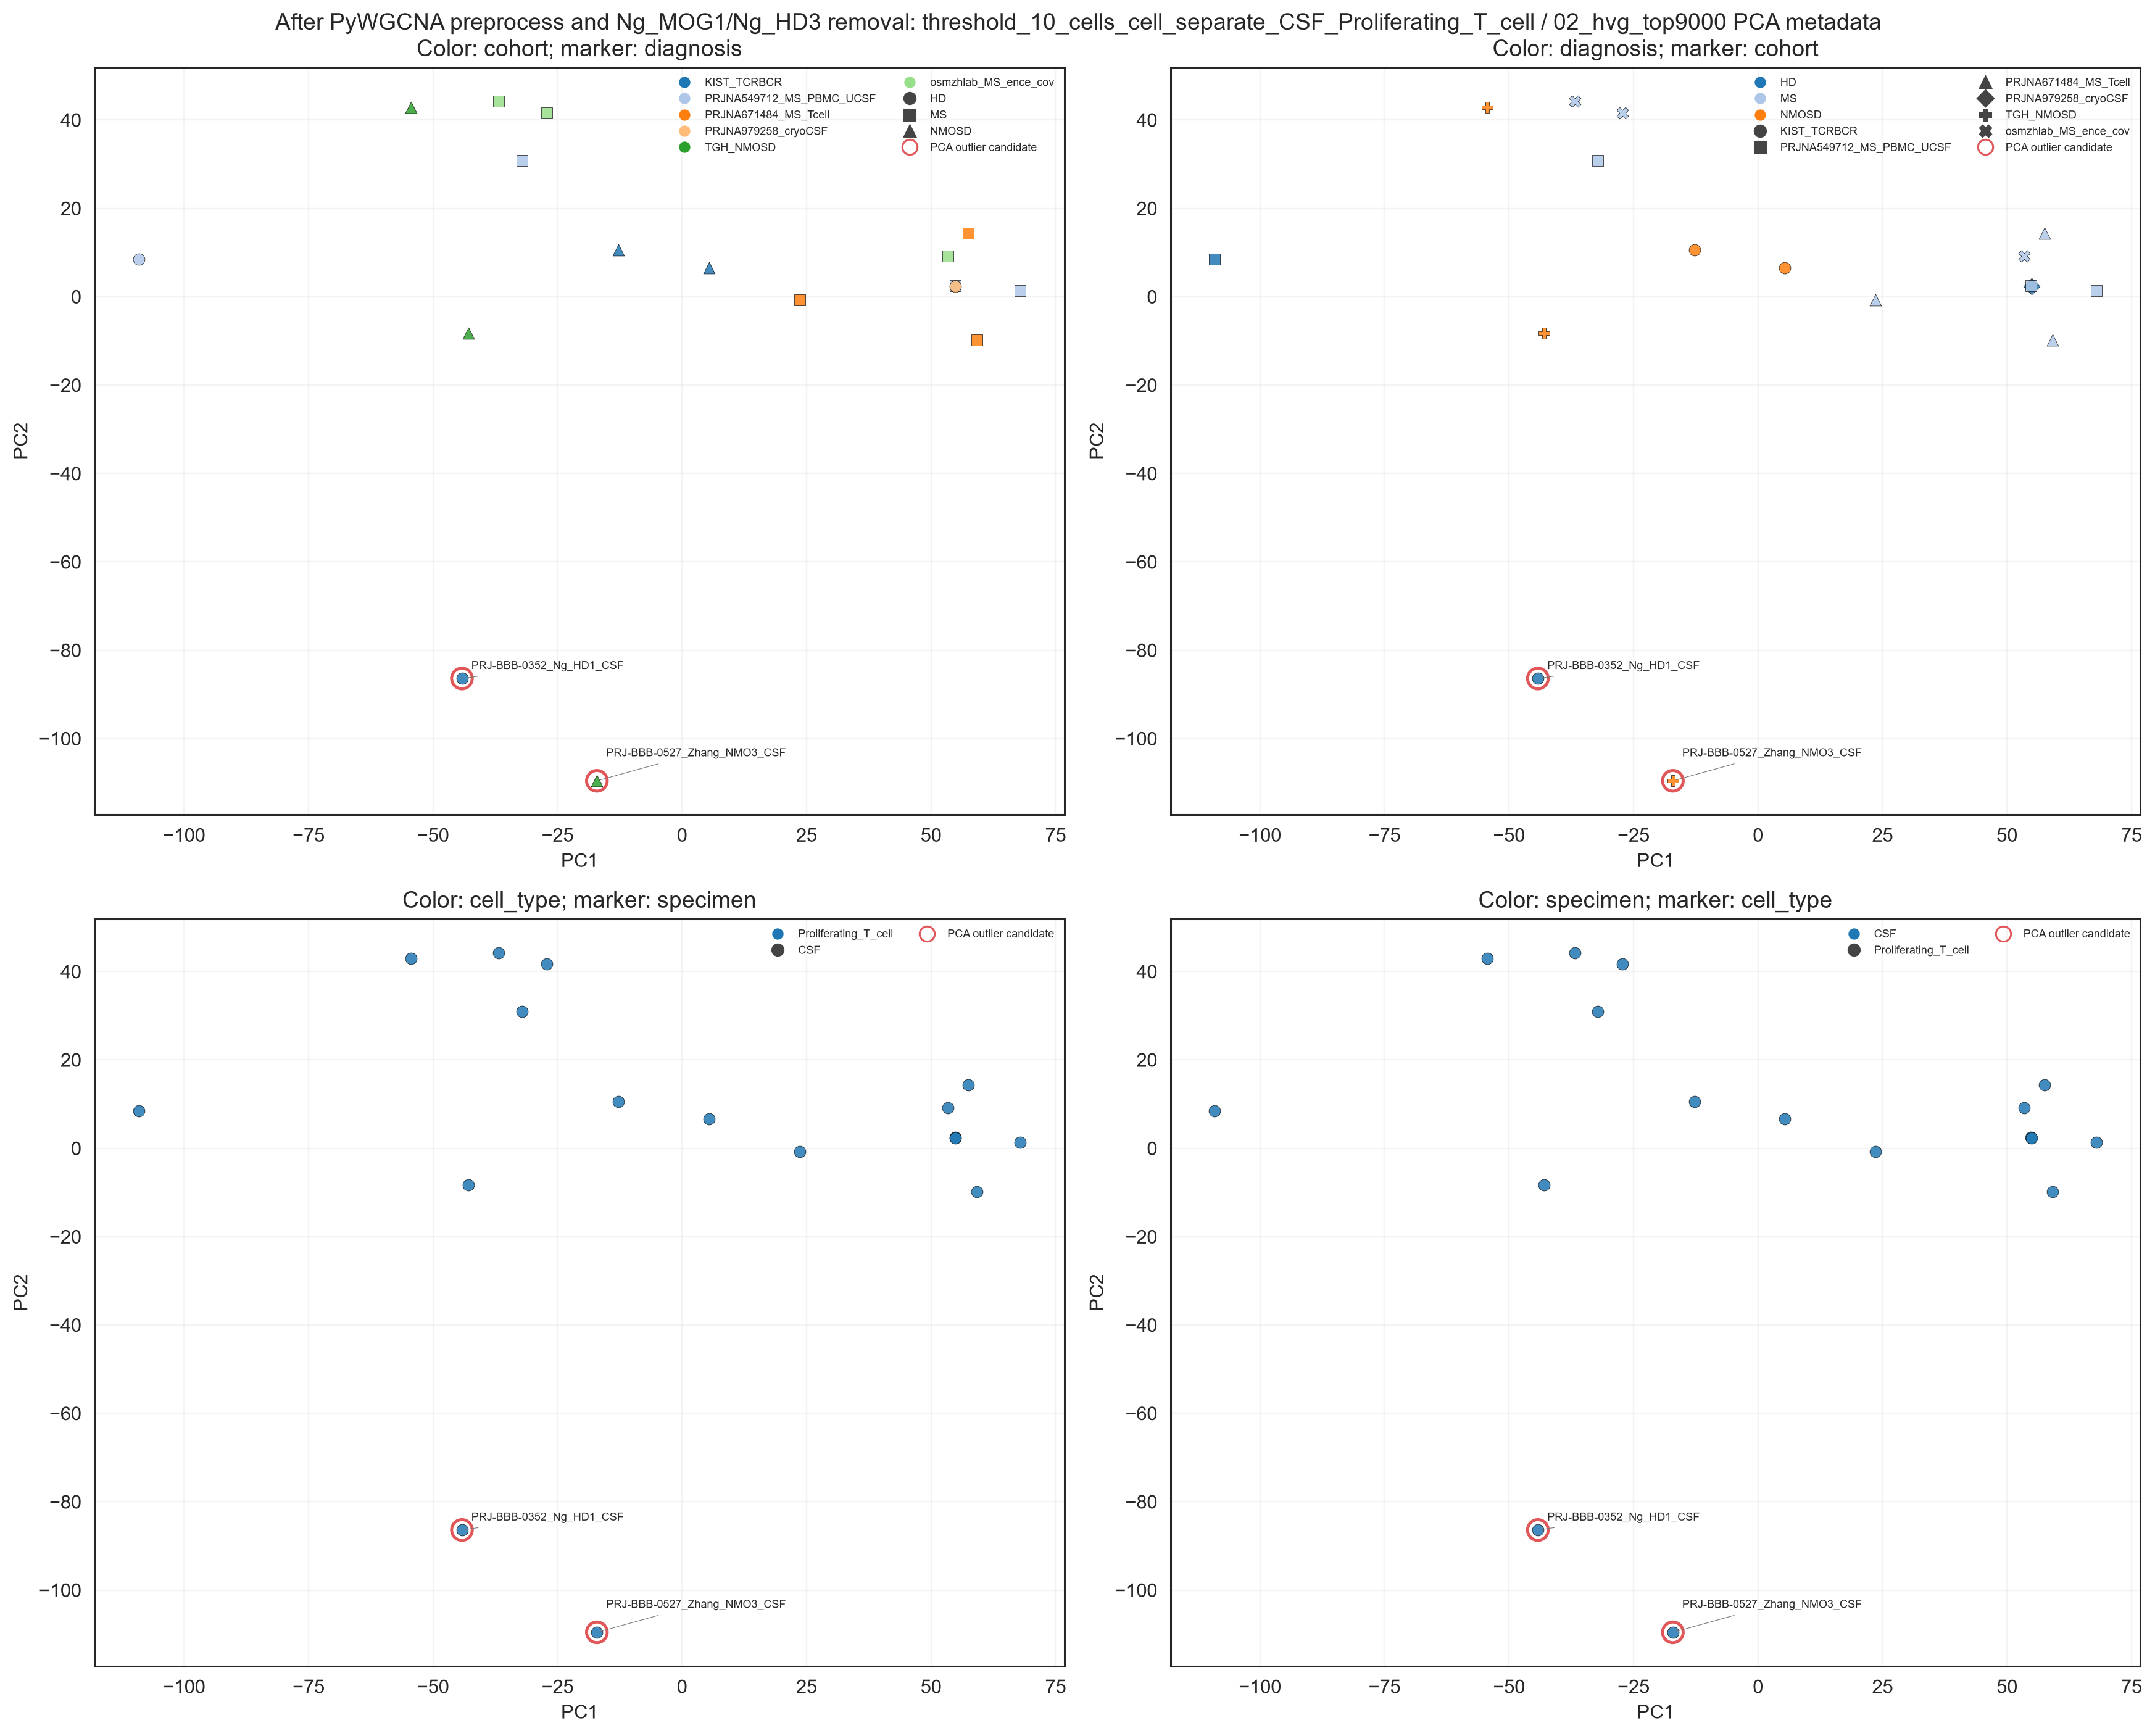 After PyWGCNA preprocess and Ng_MOG1/Ng_HD3 removal: threshold_10_cells_cell_separate_CSF_Proliferating_T_cell / 02_hvg_top9000 PCA metadata
Color: cohort; marker: diagnosis
KIST_TCRBCR
PRJNA549712_MS_PBMC_UCSF
PRJNA671484_MS_Tcell
PRJNA979258_cryoCSF
TGH_NMOSD
osmzhlab_MS_ence_cov
HD
MS
NMOSD
PCA outlier candidate
40
20
0
−20
−40
−60
−80
−100
PC2
PRJ-BBB-0352_Ng_HD1_CSF
PRJ-BBB-0527_Zhang_NMO3_CSF
−100 −75 −50 −25 0 25 50 75
PC1
Color: diagnosis; marker: cohort
HD
MS
NMOSD
KIST_TCRBCR
PRJNA549712_MS_PBMC_UCSF
PRJNA671484_MS_Tcell
PRJNA979258_cryoCSF
TGH_NMOSD
osmzhlab_MS_ence_cov
PCA outlier candidate
40
20
0
−20
−40
−60
−80
−100
PC2
PRJ-BBB-0352_Ng_HD1_CSF
PRJ-BBB-0527_Zhang_NMO3_CSF
−100 −75 −50 −25 0 25 50 75
PC1
Color: cell_type; marker: specimen
Proliferating_T_cell
CSF
PCA outlier candidate
40
20
0
−20
−40
−60
−80
−100
PC2
PRJ-BBB-0352_Ng_HD1_CSF
PRJ-BBB-0527_Zhang_NMO3_CSF
−100 −75 −50 −25 0 25 50 75
PC1
Color: specimen; marker: cell_type
CSF
Proliferating_T_cell
PCA outlier candidate
40
20
0
−20
−40
−60
−80
−100
PC2
PRJ-BBB-0352_Ng_HD1_CSF
PRJ-BBB-0527_Zhang_NMO3_CSF
−100 −75 −50 −25 0 25 50 75
PC1